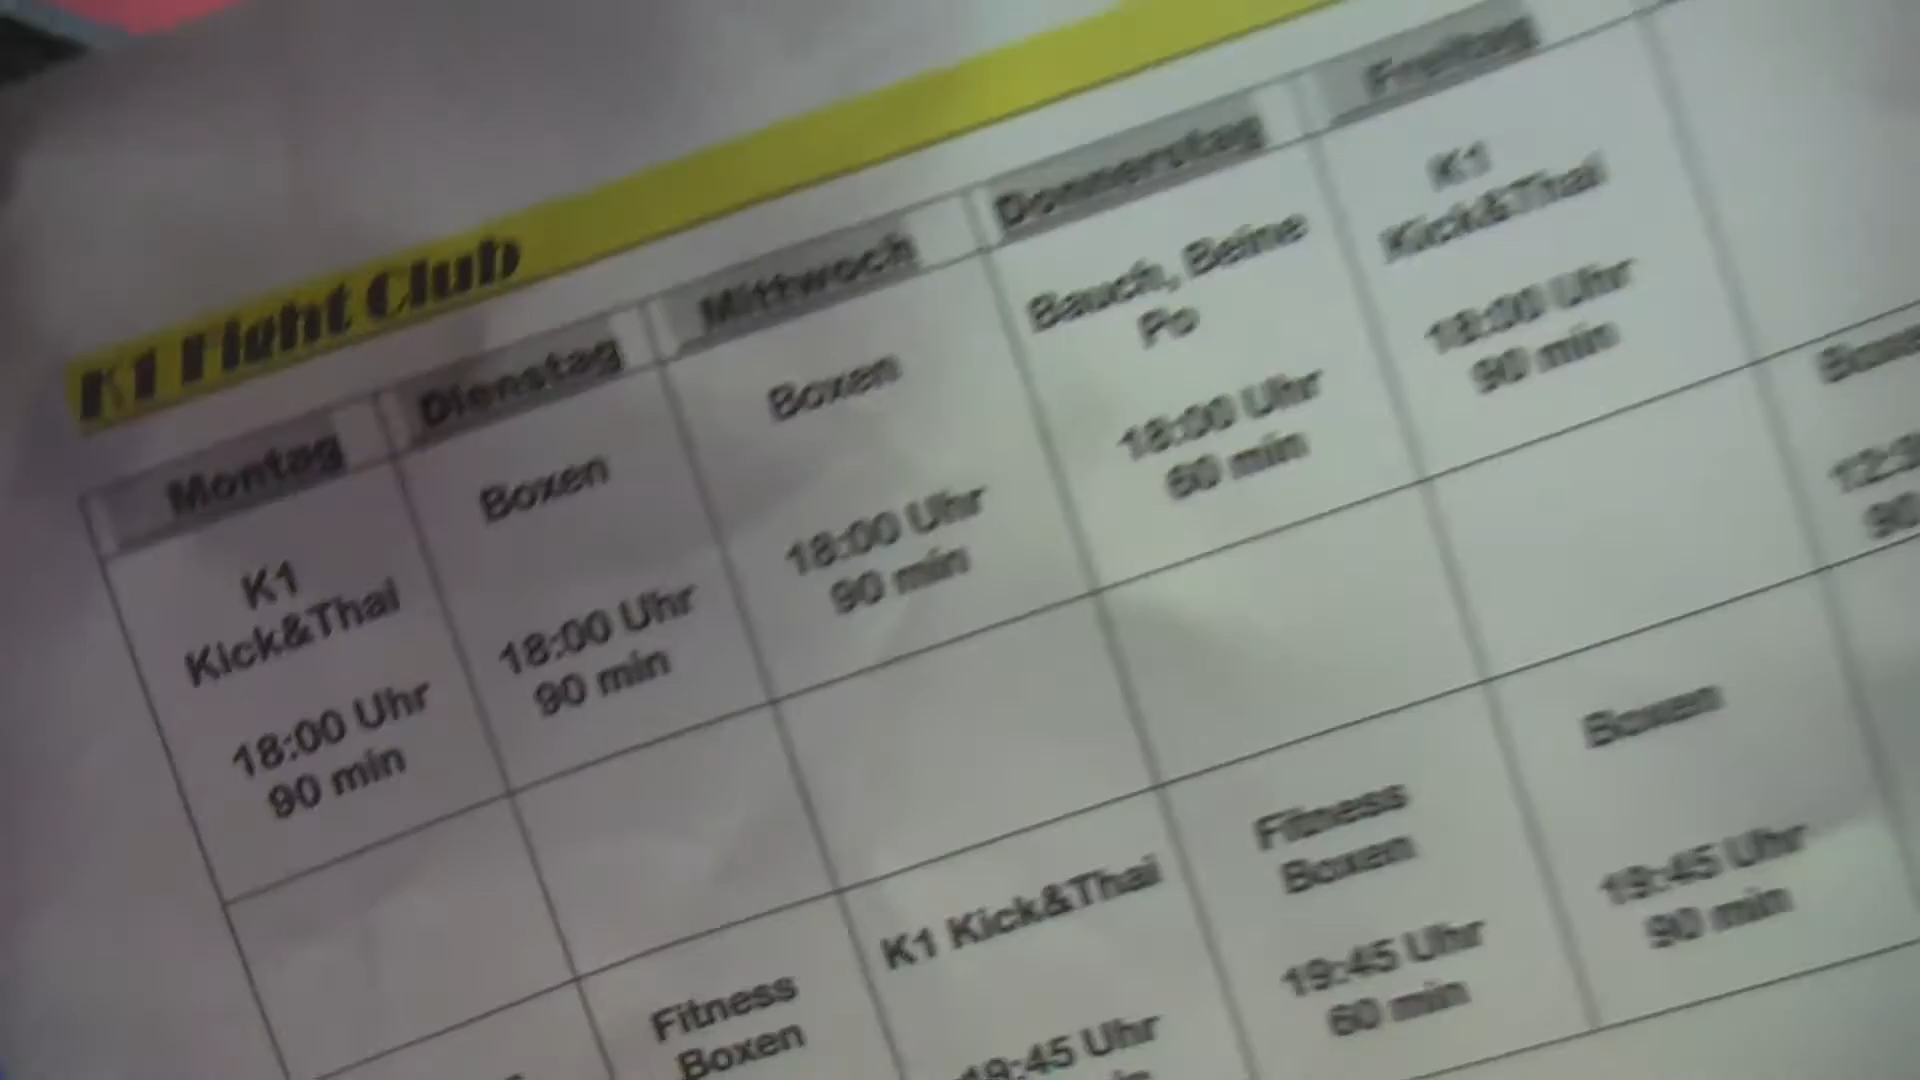 K1 Fight Club
Montag
Dienstag
Mittwoch
Donnerstag
Freitag
K1
Kick&Thai
18:00 Uhr
90 min
Boxen
18:00 Uhr
90 min
Boxen
18:00 Uhr
90 min
Bauch, Beine
Po
18:00 Uhr
60 min
K1
Kick&Thai
18:00 Uhr
90 min
Fitness
Boxen
K1 Kick&Thai
19:45 Uhr
Fitness
Boxen
19:45 Uhr
60 min
Boxen
19:45 Uhr
90 min